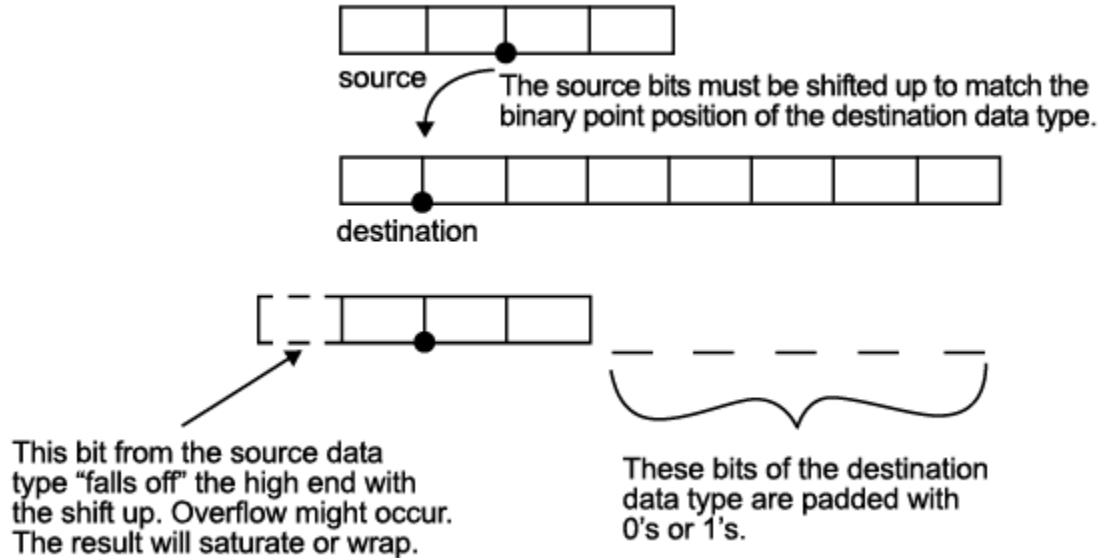 source
The source bits must be shifted up to match the
binary point position of the destination data type.
destination
This bit from the source data
type “falls off” the high end with
the shift up. Overflow might occur.
The result will saturate or wrap.
These bits of the destination
data type are padded with
0's or 1's.